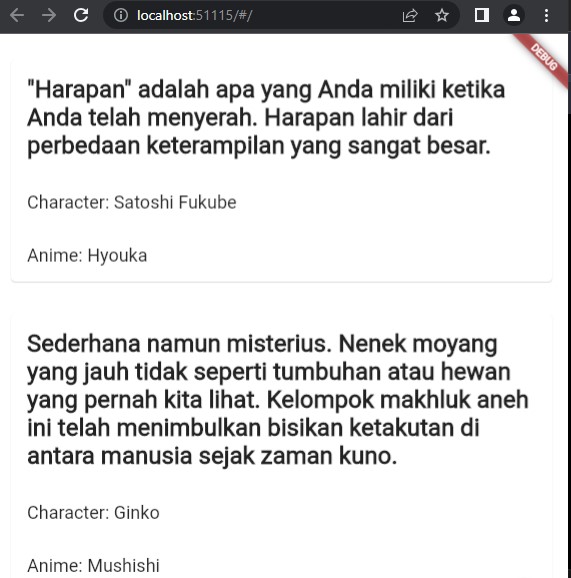 localhost:51115/#/
DEBUG
"Harapan" adalah apa yang Anda miliki ketika
Anda telah menyerah. Harapan lahir dari
perbedaan keterampilan yang sangat besar.
Character: Satoshi Fukube
Anime: Hyouka
Sederhana namun misterius. Nenek moyang
yang jauh tidak seperti tumbuhan atau hewan
yang pernah kita lihat. Kelompok makhluk aneh
ini telah menimbulkan bisikan ketakutan di
antara manusia sejak zaman kuno.
Character: Ginko
Anime: Mushishi